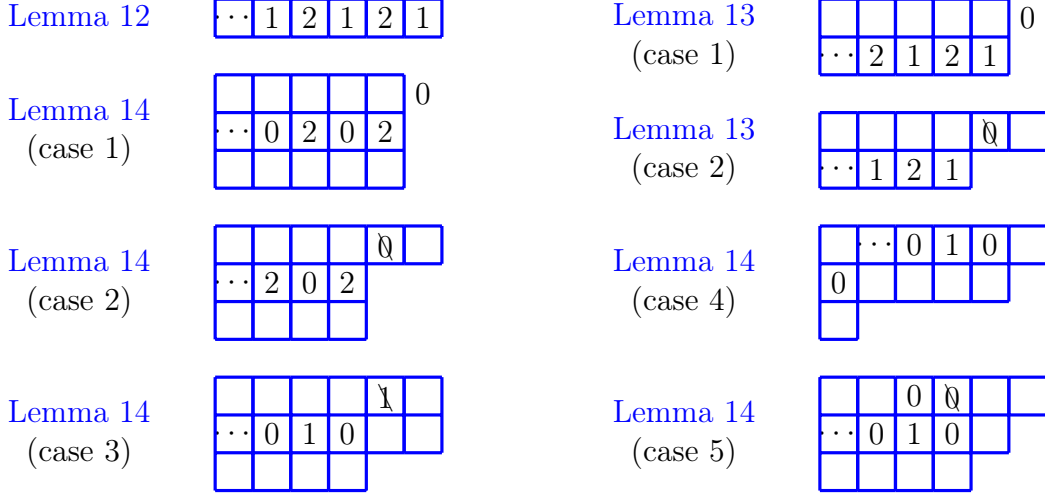 Lemma 12
··· 1 2 1 2 1
Lemma 14
(case 1)
0
··· 0 2 0 2
Lemma 14
(case 2)
0
··· 2 0 2
Lemma 14
(case 3)
1
··· 0 1 0
Lemma 13
(case 1)
0
··· 2 1 2 1
Lemma 13
(case 2)
0
··· 1 2 1
Lemma 14
(case 4)
··· 0 1 0
0
Lemma 14
(case 5)
0 0
··· 0 1 0